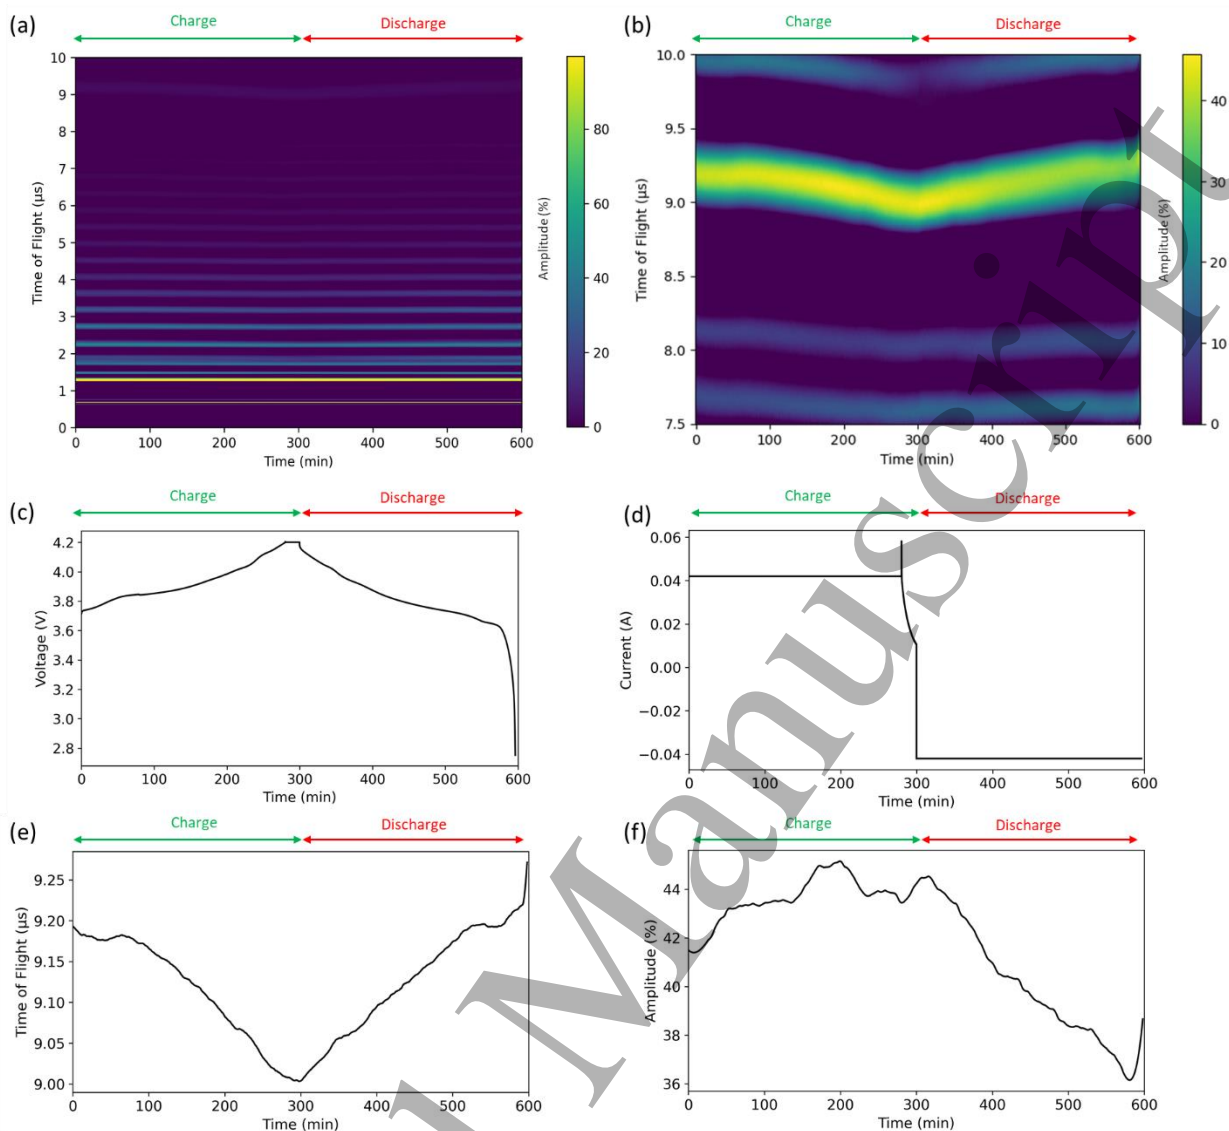 (a)
Charge
Discharge
10
9
8
7
6
5
4
3
2
1
0
Time of Flight (µs)
0 100 200 300 400 500 600
Time (min)
80
60
40
20
0
Amplitude (%)
(b)
Charge
Discharge
10.0
9.5
9.0
8.5
8.0
7.5
Time of Flight (µs)
0 100 200 300 400 500 600
Time (min)
40
30
20
10
0
Amplitude (%)
(c)
Charge
Discharge
4.2
4.0
3.8
3.6
3.4
3.2
3.0
2.8
Voltage (V)
0 100 200 300 400 500 600
Time (min)
(d)
Charge
Discharge
0.06
0.04
0.02
0.00
−0.02
−0.04
Current (A)
0 100 200 300 400 500 600
Time (min)
(e)
Charge
Discharge
9.25
9.20
9.15
9.10
9.05
9.00
Time of Flight (µs)
0 100 200 300 400 500 600
Time (min)
(f)
Charge
Discharge
44
42
40
38
36
Amplitude (%)
0 100 200 300 400 500 600
Time (min)
Manuscript